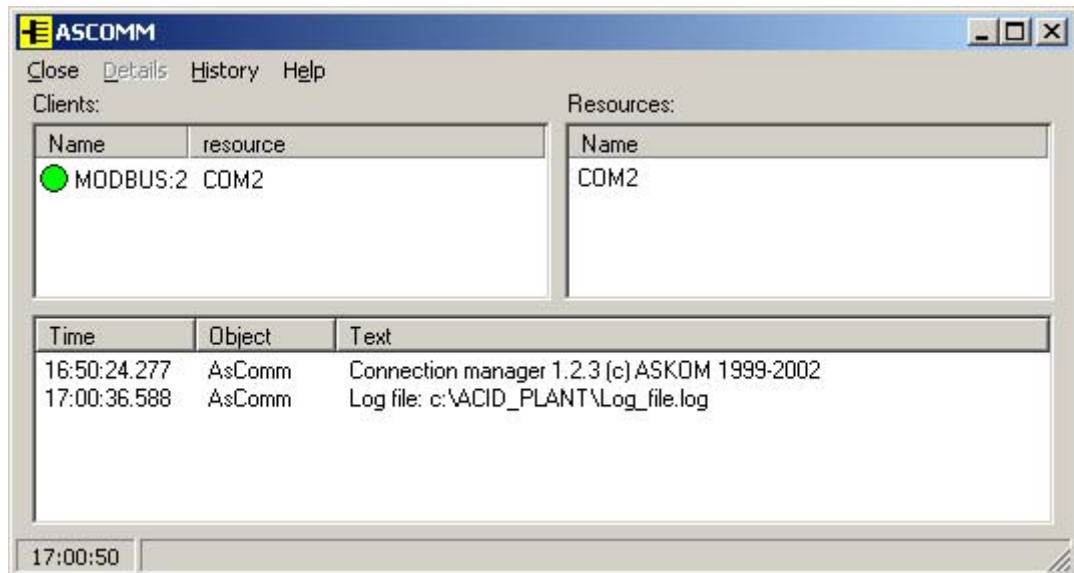 ASCOMM
Close Details History Help
Clients:
Resources:
Name resource
MODBUS:2 COM2
Name
COM2
Time Object Text
16:50:24.277 AsComm Connection manager 1.2.3 (c) ASKOM 1999-2002
17:00:36.588 AsComm Log file: c:\ACID_PLANT\Log_file.log
17:00:50